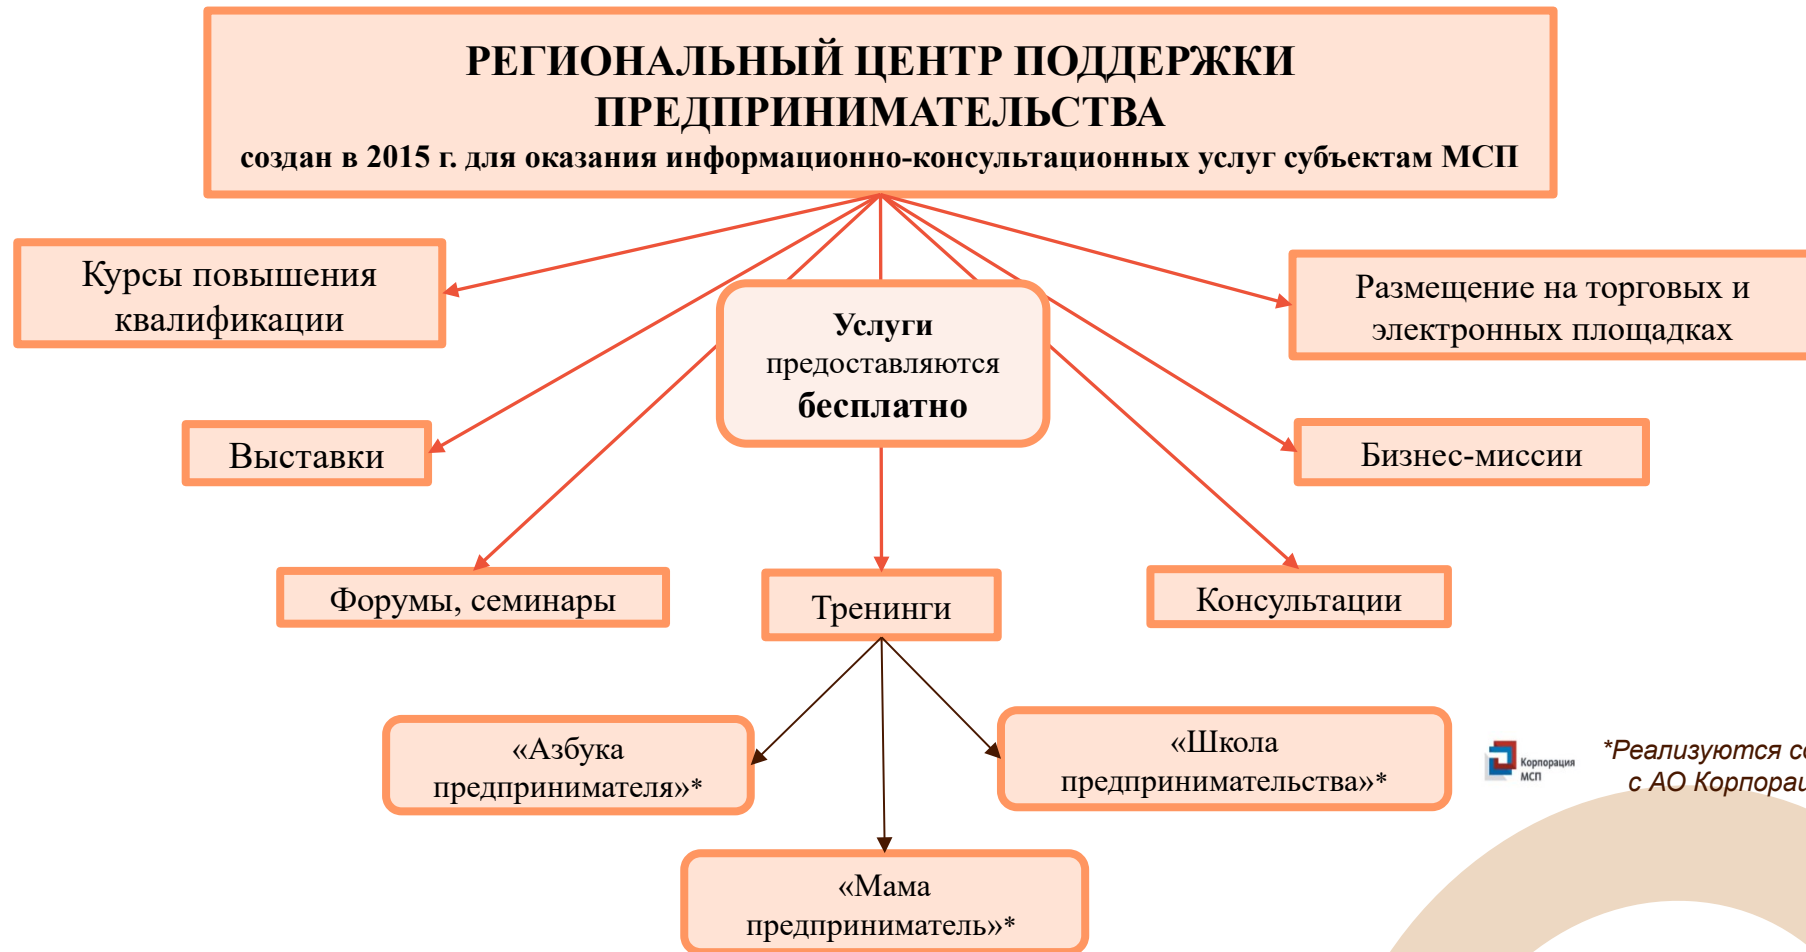 РЕГИОНАЛЬНЫЙ ЦЕНТР ПОДДЕРЖКИ
ПРЕДПРИНИМАТЕЛЬСТВА
создан в 2015 г. для оказания информационно-консультационных услуг субъектам МСП
Курсы повышения
квалификации
Услуги
предоставляются
бесплатно
Размещение на торговых и
электронных площадках
Выставки
Бизнес-миссии
Форумы, семинары
Тренинги
Консультации
«Азбука
предпринимателя»*
«Школа
предпринимательства»*
«Мама
предприниматель»*
Корпорация
МСП
*Реализуются
с АО